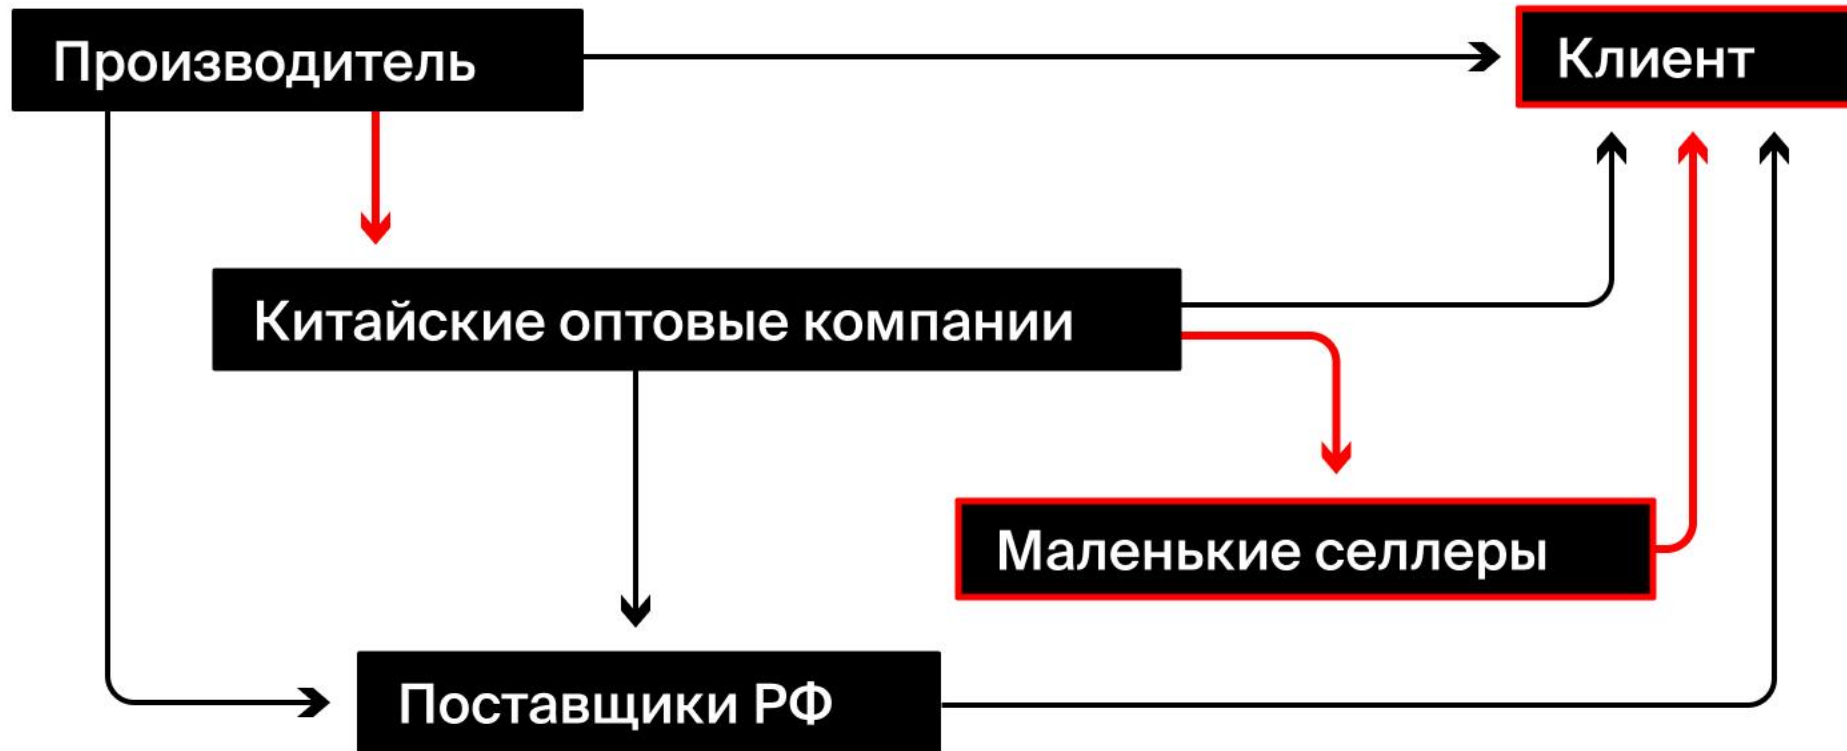 Производитель
Клиент
Китайские оптовые компании
Маленькие селлеры
Поставщики РФ